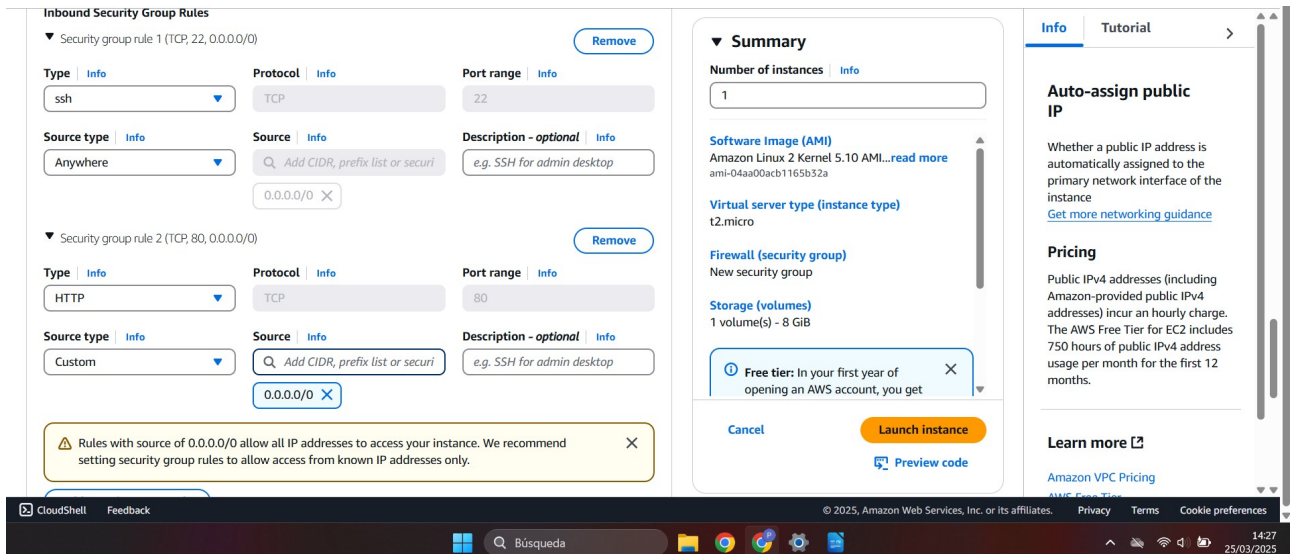 Inbound Security Group Rules
Security group rule 1 (TCP, 22, 0.0.0.0/0)
Remove
Type Info
Protocol Info
Port range Info
ssh
TCP
22
Source type Info
Source Info
Description - optional Info
Anywhere
Add CIDR, prefix list or securi
e.g. SSH for admin desktop
0.0.0.0/0
Security group rule 2 (TCP, 80, 0.0.0.0/0)
Remove
Type Info
Protocol Info
Port range Info
HTTP
TCP
80
Source type Info
Source Info
Description - optional Info
Custom
Add CIDR, prefix list or securi
e.g. SSH for admin desktop
0.0.0.0/0
Rules with source of 0.0.0.0/0 allow all IP addresses to access your instance. We recommend
setting security group rules to allow access from known IP addresses
only.
Summary
Number of instances Info
1
Software Image (AMI)
Amazon Linux 2 Kernel 5.10 AMI...read more
ami-04aa00acb1165b32a
Virtual server type (instance type)
t2.micro
Firewall (security group)
New security group
Storage (volumes)
1 volume(s) - 8 GiB
Free tier: In your first year of
opening an AWS account, you get
Cancel
Launch instance
Preview code
Info
Tutorial
Auto-assign public
IP
Whether a public IP address is
automatically assigned to the
primary network interface of the
instance
Get more networking guidance
Pricing
Public IPv4 addresses (including
Amazon-provided public IPv4
addresses) incur an hourly charge.
The AWS Free Tier for EC2 includes
750 hours of public IPv4 address
usage per month for the first 12
months.
Learn more
Amazon VPC Pricing
AWS Free Tier
CloudShell
Feedback
© 2025, Amazon Web Services, Inc. or its affiliates.
Privacy
Terms
Cookie preferences
Búsqueda
14:27
25/03/2025